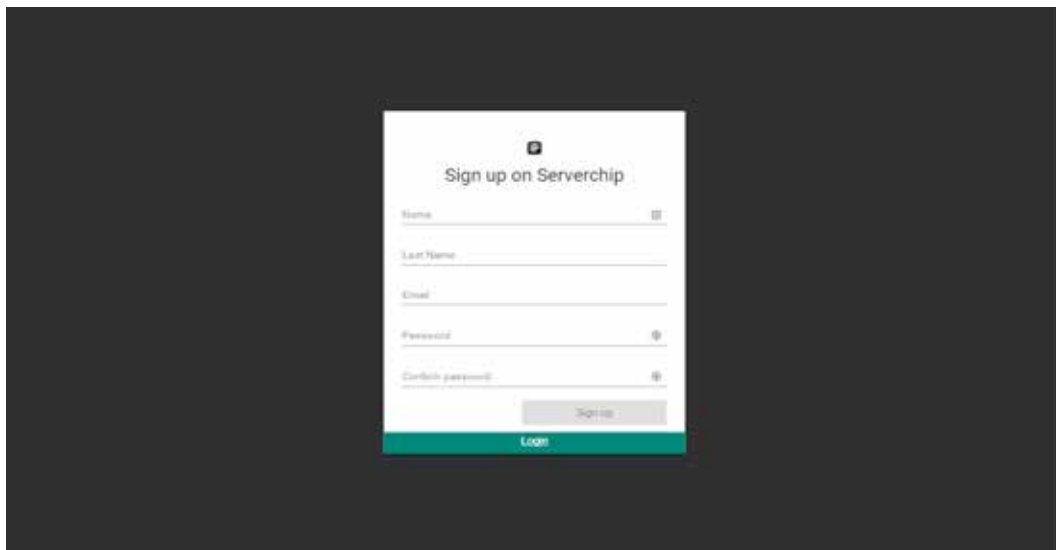 Sign up on Serverchip
Name
Last Name
Email
Password
Confirm password
Sign up
Login